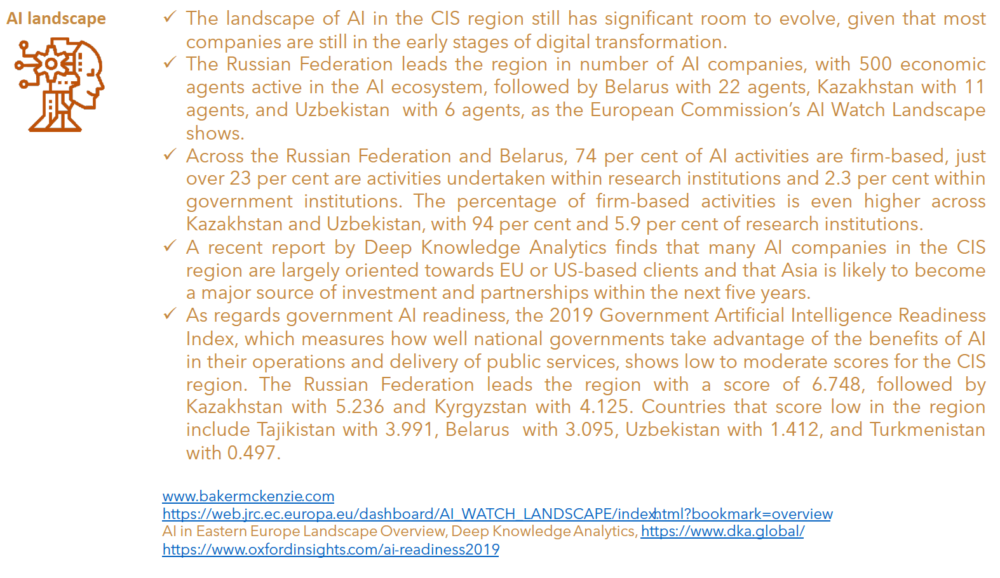 AI landscape
✓ The landscape of AI in the CIS region still has significant room to evolve, given that most
companies are still in the early stages of digital transformation.
✓ The Russian Federation leads the region in number of AI companies, with 500 economic
agents active in the AI ecosystem, followed by Belarus with 22 agents, Kazakhstan with 11
agents, and Uzbekistan with 6 agents, as the European Commission’s AI Watch Landscape
shows.
✓ Across the Russian Federation and Belarus, 74 per cent of AI activities are firm-based, just
over 23 per cent are activities undertaken within research institutions and 2.3 per cent within
government institutions. The percentage of firm-based activities is even higher across
Kazakhstan and Uzbekistan, with 94 per cent and 5.9 per cent of research institutions.
✓ A recent report by Deep Knowledge Analytics finds that many AI companies in the CIS
region are largely oriented towards EU or US-based clients and that Asia is likely to become
a major source of investment and partnerships within the next five years.
✓ As regards government AI readiness, the 2019 Government Artificial Intelligence Readiness
Index, which measures how well national governments take advantage of the benefits of AI
in their operations and delivery of public services, shows low to moderate scores for the CIS
region. The Russian Federation leads the region with a score of 6.748, followed by
Kazakhstan with 5.236 and Kyrgyzstan with 4.125. Countries that score low in the region
include Tajikistan with 3.991, Belarus with 3.095, Uzbekistan with 1.412, and Turkmenistan
with 0.497.
www.bakermckenzie.com
https://web.jrc.ec.europa.eu/dashboard/AI_WATCH_LANDSCAPE/index.html?bookmark=overview
AI in Eastern Europe Landscape Overview, Deep Knowledge Analytics, https://www.dka.global/
https://www.oxfordinsights.com/ai-readiness2019